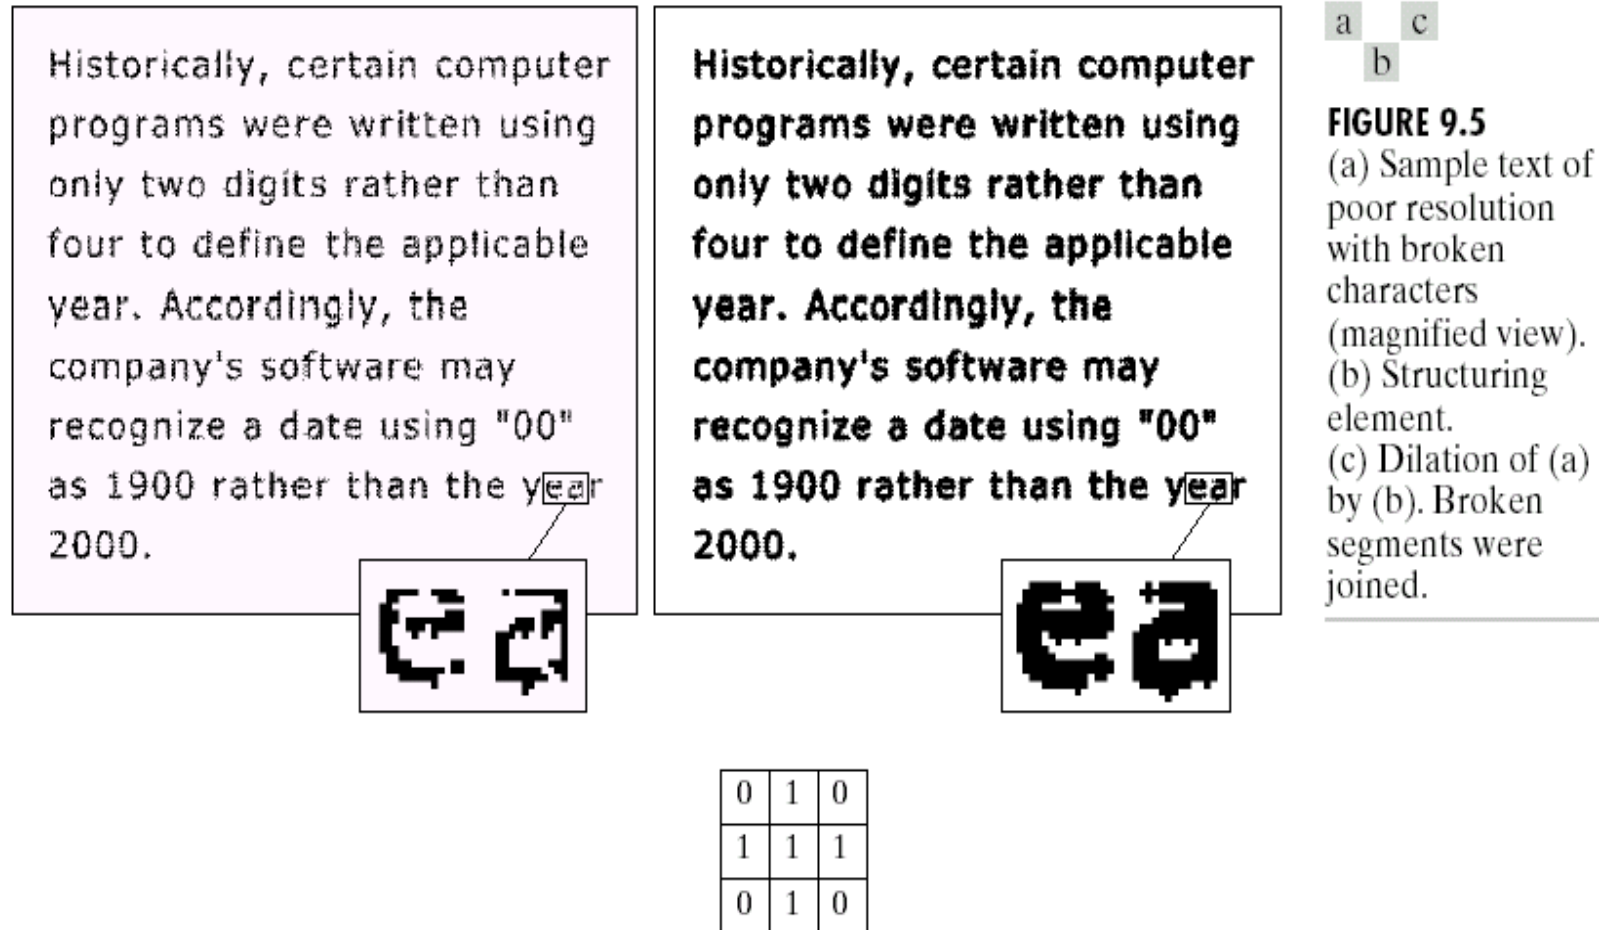 Historically, certain computer
programs were written using
only two digits rather than
four to define the applicable
year. Accordingly, the
company's software may
recognize a date using "00"
as 1900 rather than the year
2000.
ea
Historically, certain computer
programs were written using
only two digits rather than
four to define the applicable
year. Accordingly, the
company's software may
recognize a date using "00"
as 1900 rather than the year
2000.
ea
a c
b
FIGURE 9.5
(a) Sample text of
poor resolution
with broken
characters
(magnified view).
(b) Structuring
element.
(c) Dilation of (a)
by (b). Broken
segments were
joined.
0 1 0
1 1 1
0 1 0